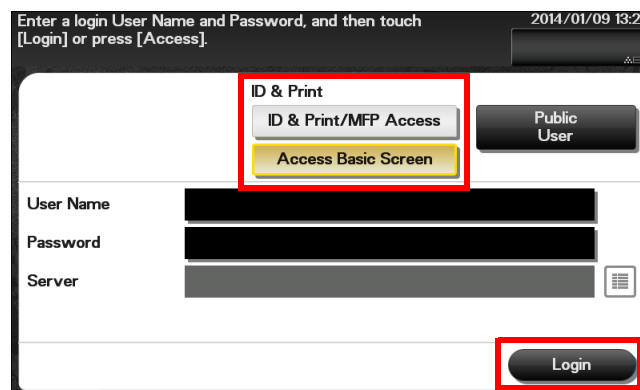 Enter a login User Name and Password, and then touch
[Login] or press [Access].
2014/01/09 13:2
ID & Print
ID & Print/MFP Access
Access Basic Screen
Public
User
User Name
Password
Server
Login